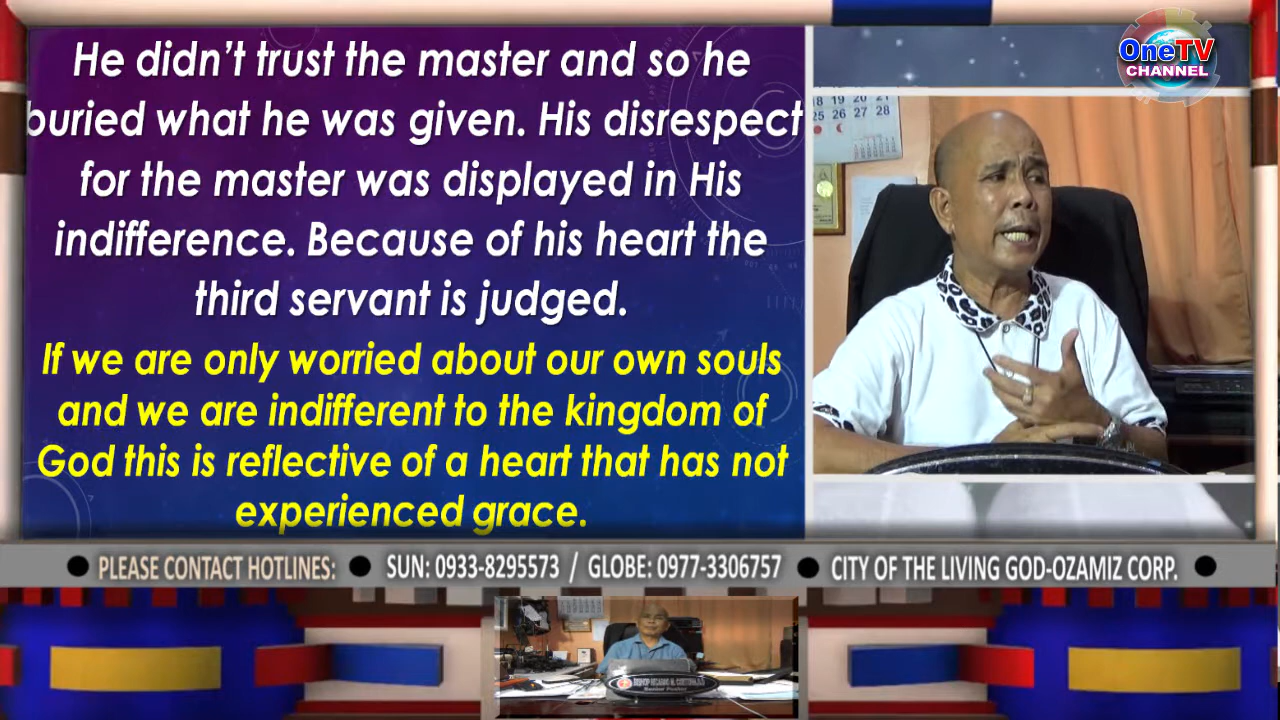 He didn’t trust the master and so he
buried what he was given. His disrespect
for the master was displayed in His
indifference. Because of his heart the
third servant is judged.
If we are only worried about our own souls
and we are indifferent to the kingdom of
God this is reflective of a heart that has not
experienced grace.
OneTV
CHANNEL
18 19 20 21
25 26 27 28
PLEASE CONTACT HOTLINES: SUN: 0933-8295573 / GLOBE: 0977-3306757 CITY OF THE LIVING GOD-OZAMIZ CORP.
BISHOP
Senior Pastor